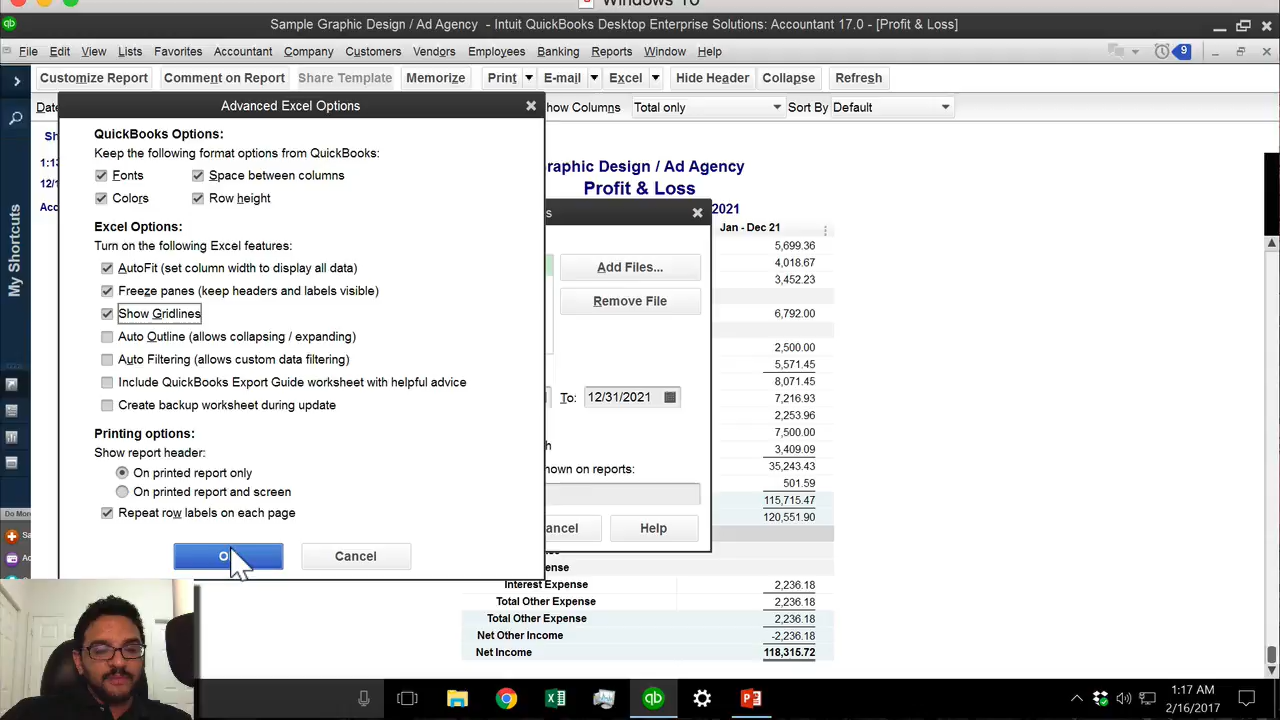 Windows 10
Sample Graphic Design / Ad Agency - Intuit QuickBooks Desktop Enterprise Solutions: Accountant 17.0 - [Profit & Loss]
File Edit View Lists Favorites Accountant Company Customers Vendors Employees Banking Reports Window Help
9
Customize Report Comment on Report Share Template Memorize Print E-mail Excel Hide Header Collapse Refresh
Show Columns Total only Sort By Default
Advanced Excel Options
QuickBooks Options:
Keep the following format options from QuickBooks:
Fonts Space between columns
Colors Row height
Excel Options:
Turn on the following Excel features:
AutoFit (set column width to display all data)
Freeze panes (keep headers and labels visible)
Show Gridlines
Auto Outline (allows collapsing / expanding)
Auto Filtering (allows custom data filtering)
Include QuickBooks Export Guide worksheet with helpful advice
Create backup worksheet during update
Printing options:
Show report header:
On printed report only
On printed report and screen
Repeat row labels on each page
Cancel
Add Files...
Remove File
To: 12/31/2021
shown on reports:
Cancel Help
Graphic Design / Ad Agency
Profit & Loss
2021
Jan - Dec 21
5,699.36
4,018.67
3,452.23
6,792.00
2,500.00
5,571.45
8,071.45
7,216.93
2,253.96
7,500.00
3,409.09
35,243.43
501.59
115,715.47
120,551.90
Interest Expense 2,236.18
Total Other Expense 2,236.18
Total Other Expense 2,236.18
Net Other Income -2,236.18
Net Income 118,315.72
My Shortcuts
Do More
1:17 AM
2/16/2017